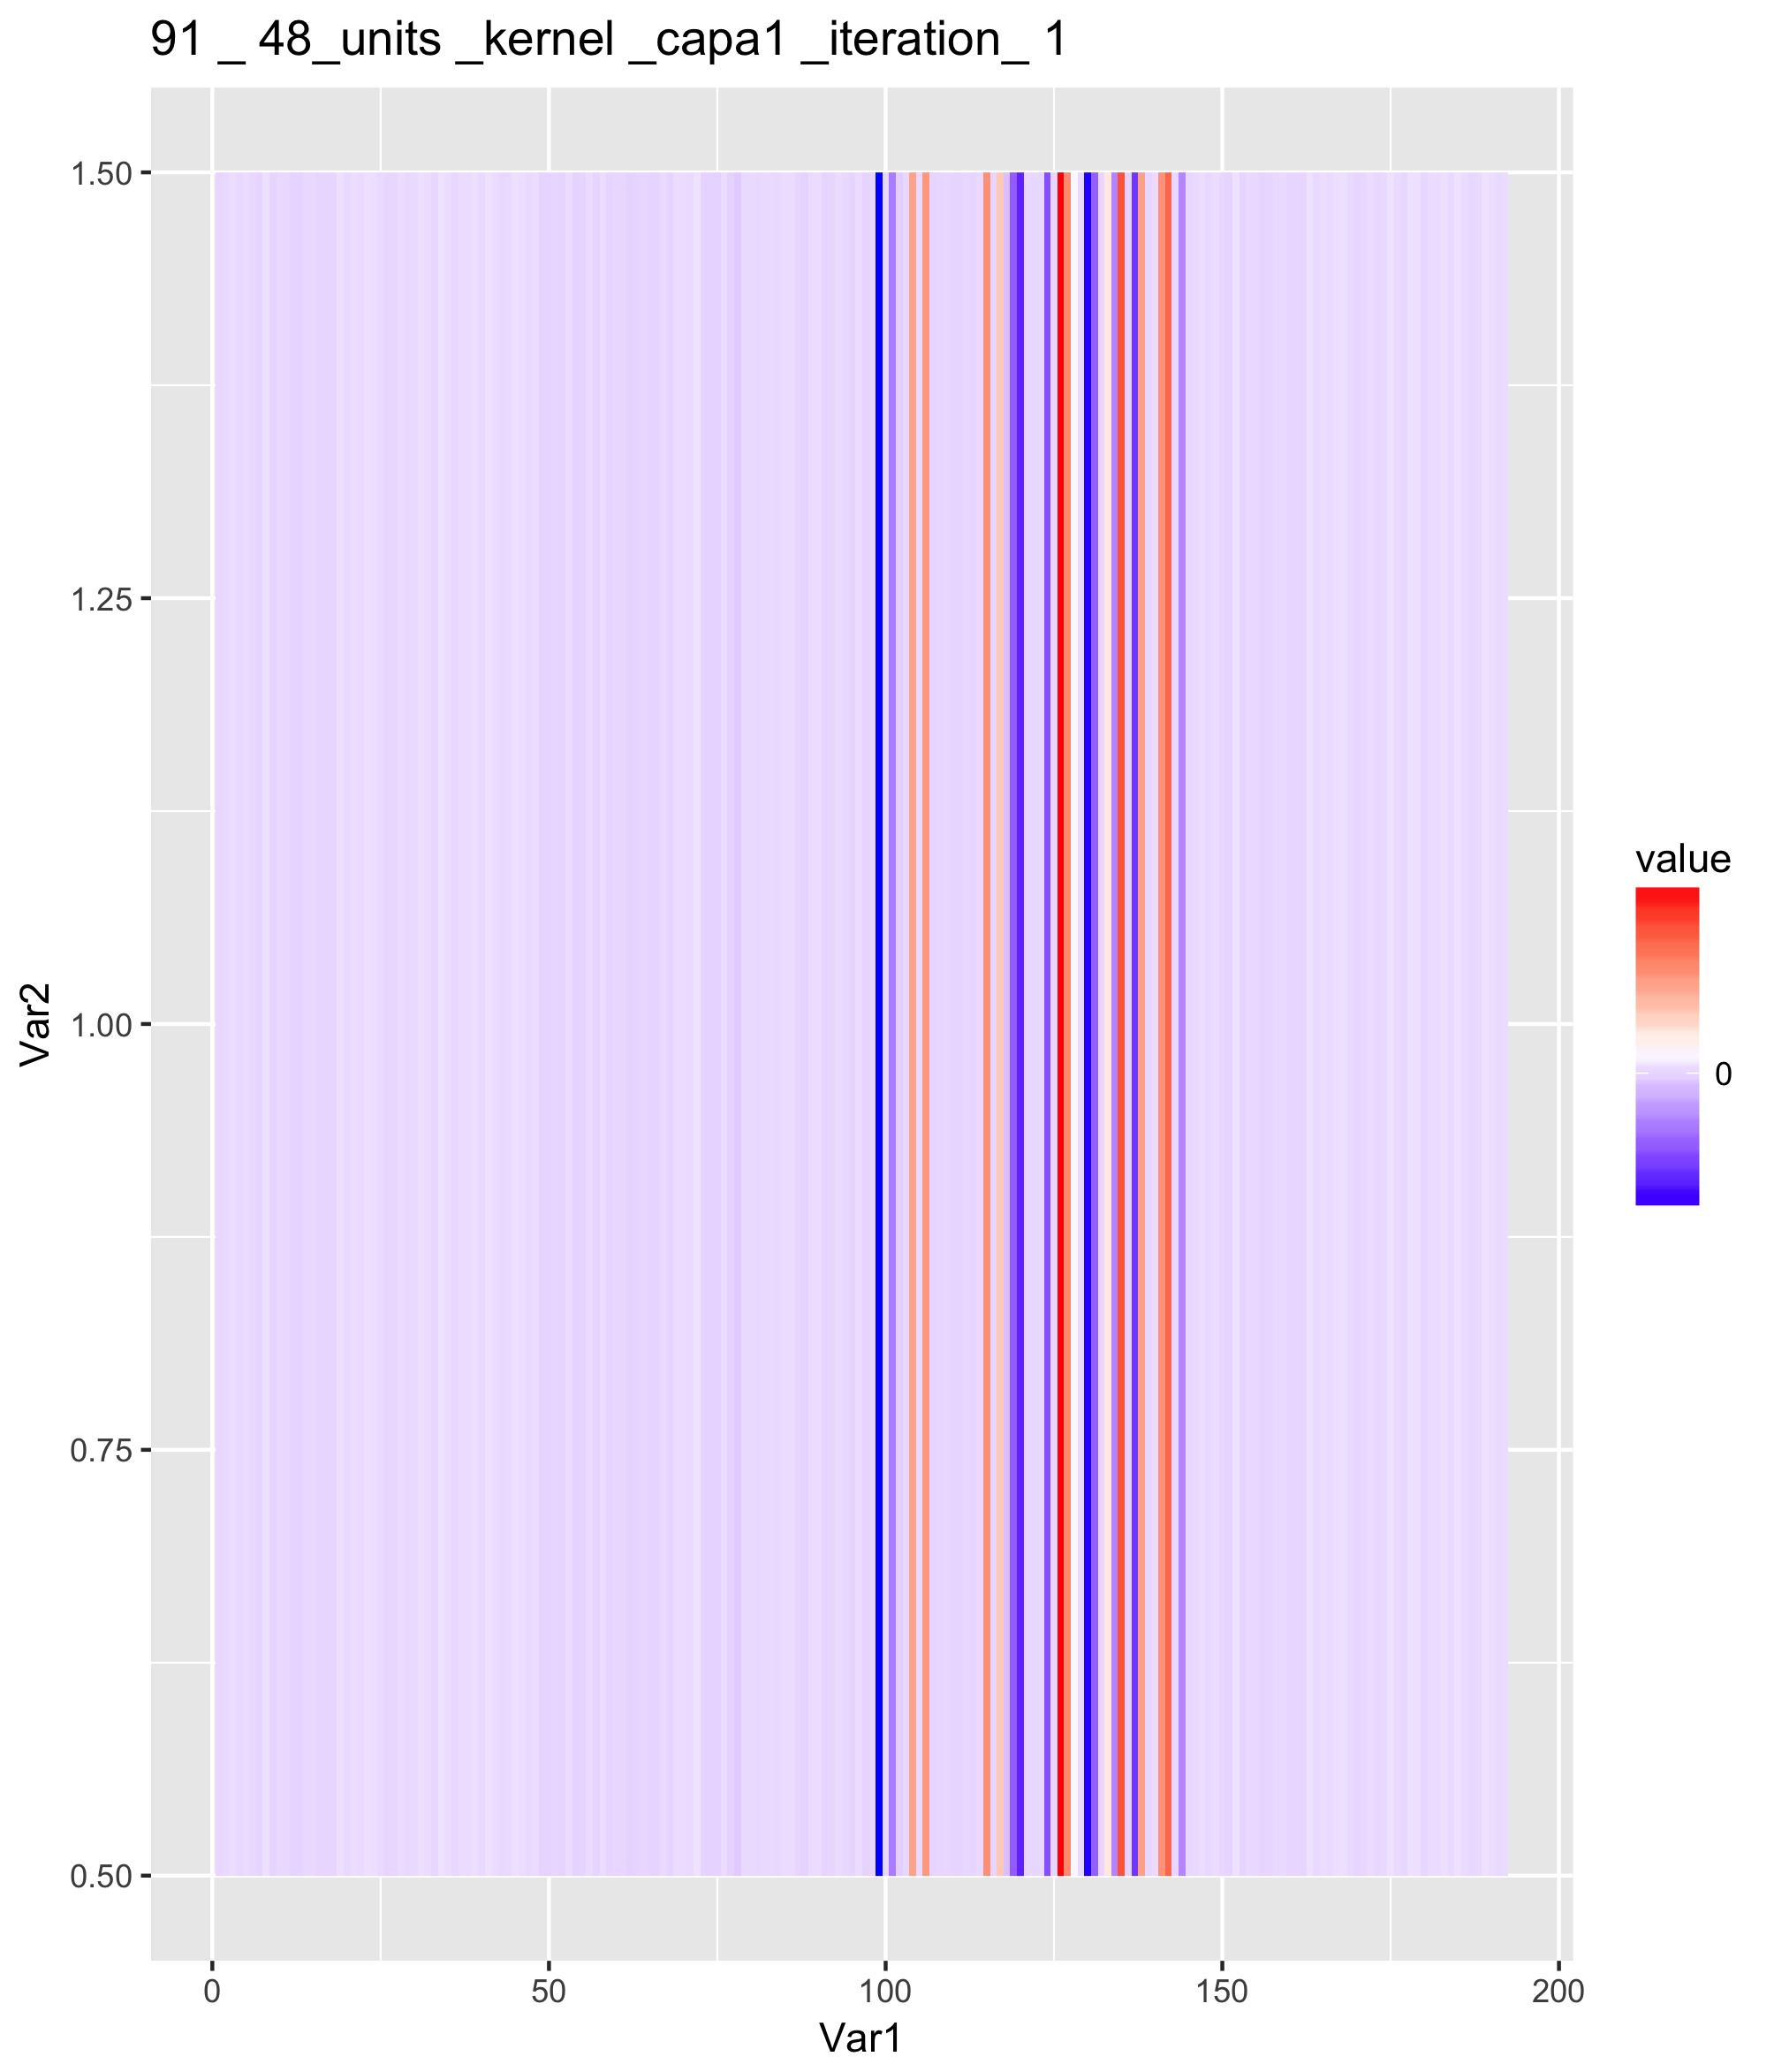 91 _ 48_units _kernel _capa1 _iteration_ 1
1.50
1.25
1.00
0.75
0.50
Var2
0
50
100
150
200
Var1
value
0